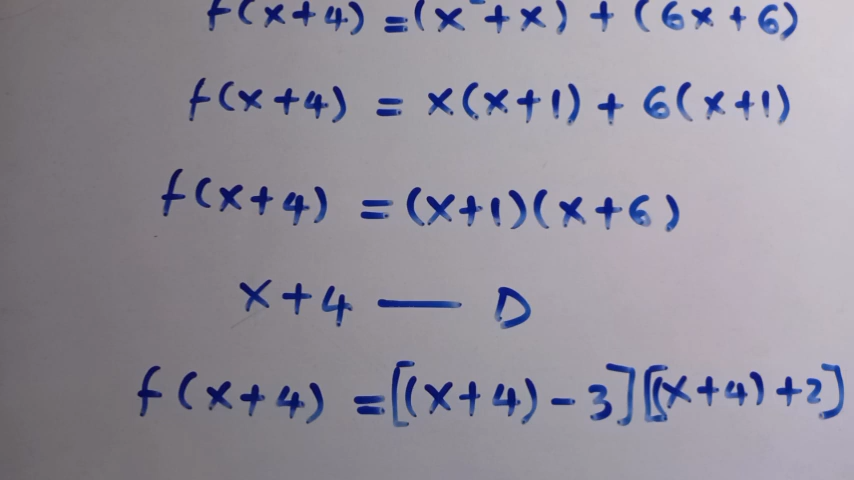 f(x+4) = (x²+x) + (6x+6)
f(x+4) = x(x+1) + 6(x+1)
f(x+4) = (x+1)(x+6)
x+4 — D
f(x+4) = [(x+4)-3][(x+4)+2]